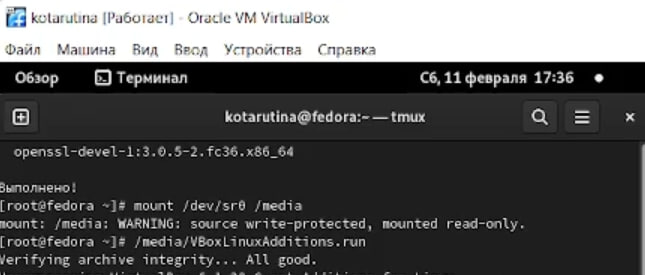 kotarutina [Работает] - Oracle VM VirtualBox
Файл Машина Вид Ввод Устройства Справка
Обзор Терминал Сб, 11 февраля 17:36
kotarutina@fedora:~ — tmux
openssl-devel-1:3.0.5-2.fc36.x86_64
Выполнено!
[root@fedora ~]# mount /dev/sr0 /media
mount: /media: WARNING: source write-protected, mounted read-only.
[root@fedora ~]# /media/VBoxLinuxAdditions.run
Verifying archive integrity... All good.